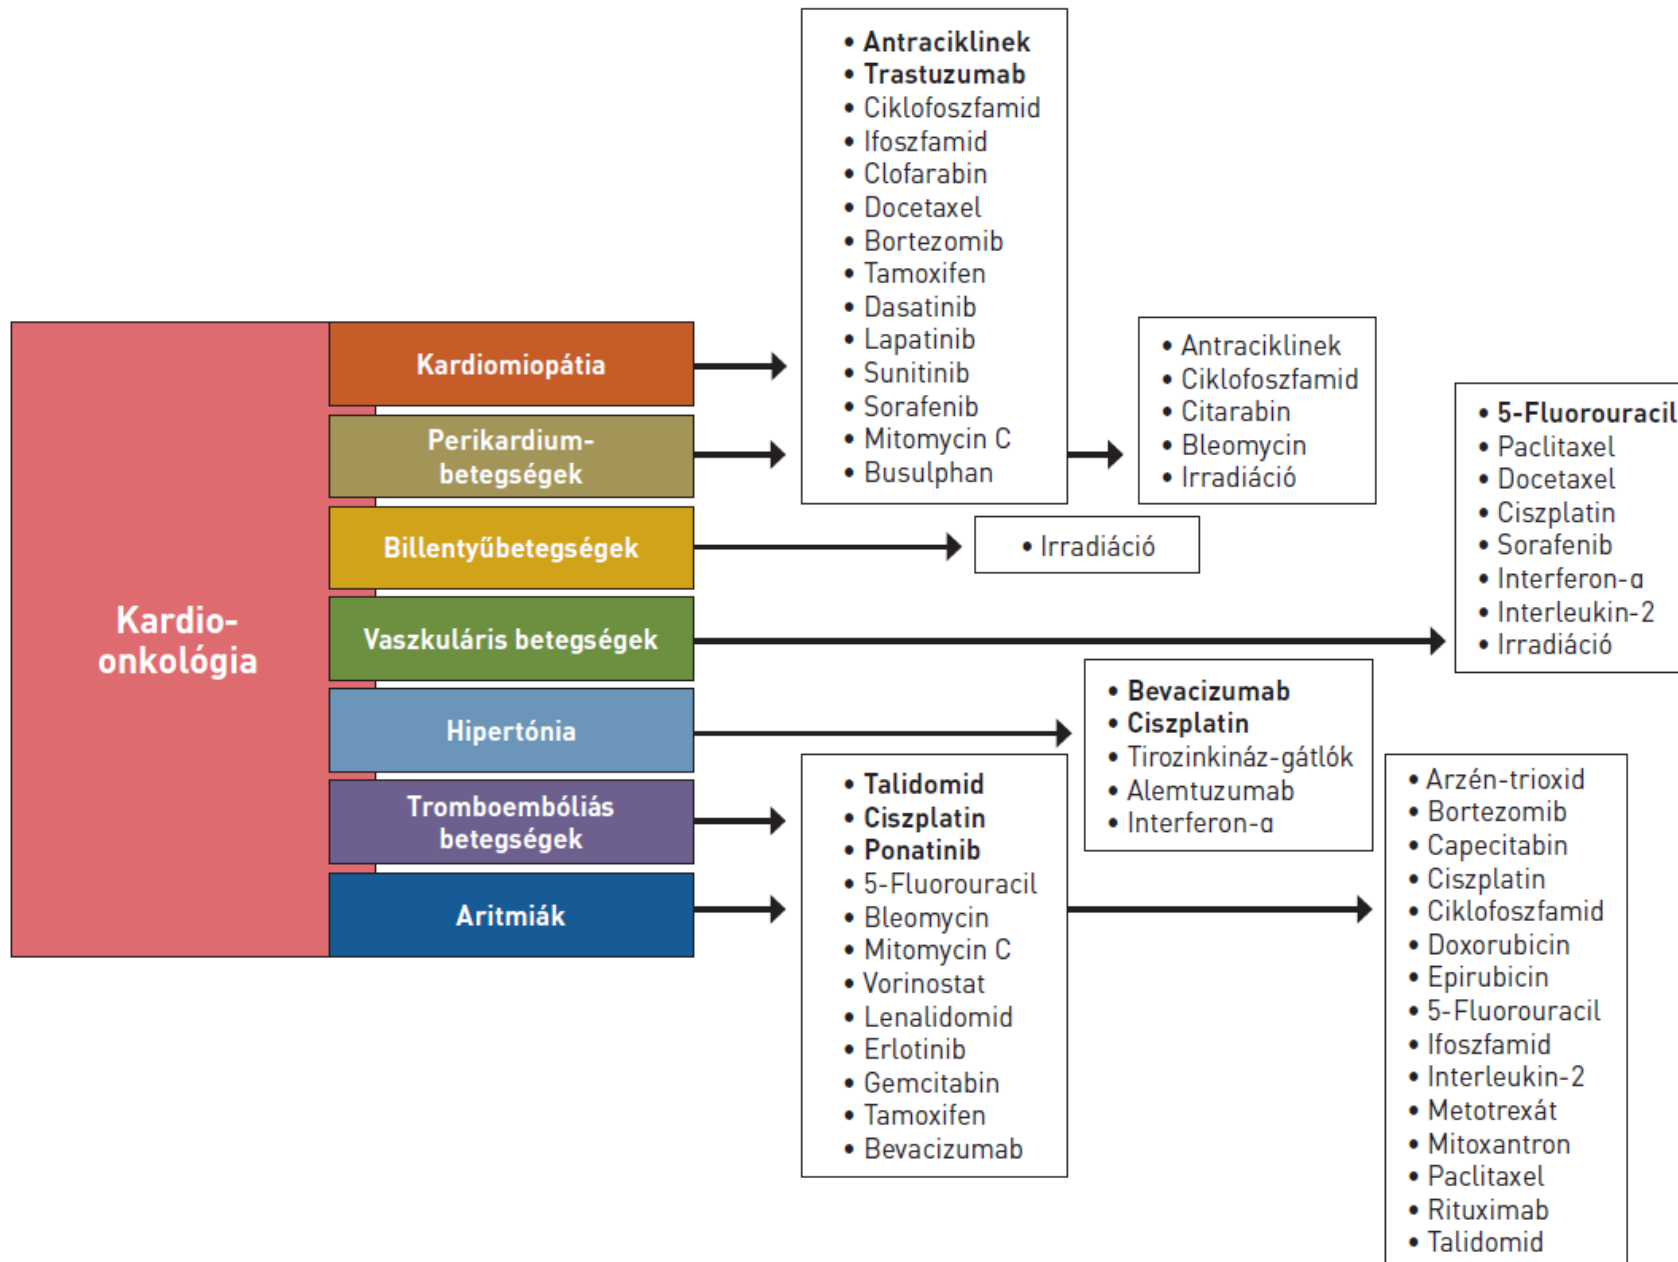 Kardio-
onkológia
Kardiomiopátia
Perikardium-
betegségek
Billentyűbetegségek
Vaszkuláris betegségek
Hipertónia
Tromboembóliás
betegségek
Aritmiák
• Antraciklinek
• Trastuzumab
• Ciklofoszfamid
• Ifoszfamid
• Clofarabin
• Docetaxel
• Bortezomib
• Tamoxifen
• Dasatinib
• Lapatinib
• Sunitinib
• Sorafenib
• Mitomycin C
• Busulphan
• Antraciklinek
• Ciklofoszfamid
• Citarabin
• Bleomycin
• Irradiáció
• Irradiáció
• 5-Fluorouracil
• Paclitaxel
• Docetaxel
• Ciszplatin
• Sorafenib
• Interferon-α
• Interleukin-2
• Irradiáció
• Bevacizumab
• Ciszplatin
• Tirozinkináz-gátlók
• Alemtuzumab
• Interferon-α
• Talidomid
• Ciszplatin
• Ponatinib
• 5-Fluorouracil
• Bleomycin
• Mitomycin C
• Vorinostat
• Lenalidomid
• Erlotinib
• Gemcitabin
• Tamoxifen
• Bevacizumab
• Arzén-trioxid
• Bortezomib
• Capecitabin
• Ciszplatin
• Ciklofoszfamid
• Doxorubicin
• Epirubicin
• 5-Fluorouracil
• Ifoszfamid
• Interleukin-2
• Metotrexát
• Mitoxantron
• Paclitaxel
• Rituximab
• Talidomid